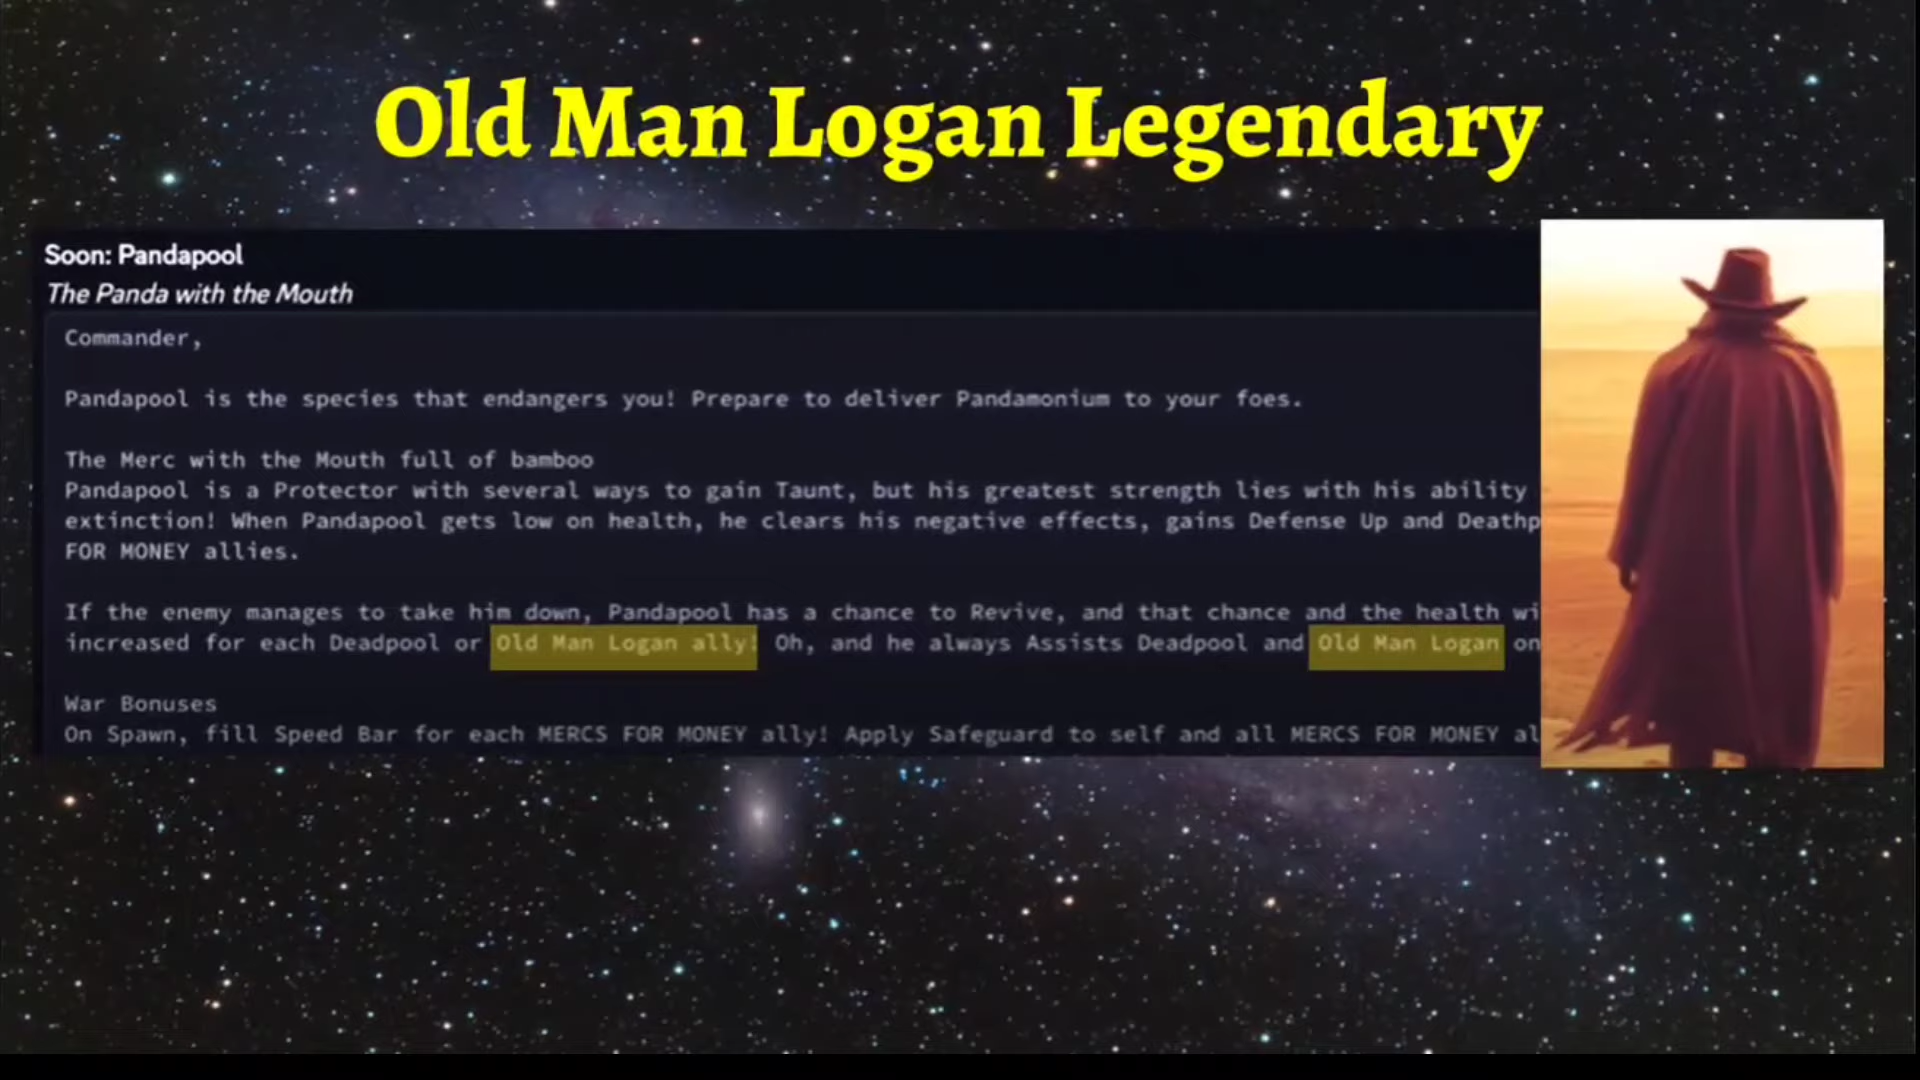 Old Man Logan Legendary
Soon: Pandapool
The Panda with the Mouth
Commander,
Pandapool is the species that endangers you! Prepare to deliver Pandamonium to your foes.
The Merc with the Mouth full of bamboo
Pandapool is a Protector with several ways to gain Taunt, but his greatest strength lies with his ability
extinction! When Pandapool gets low on health, he clears his negative effects, gains Defense Up and Deathp
FOR MONEY allies.
If the enemy manages to take him down, Pandapool has a chance to Revive, and that chance and the health wi
increased for each Deadpool or Old Man Logan ally! Oh, and he always Assists Deadpool and Old Man Logan on
War Bonuses
On Spawn, fill Speed Bar for each MERCS FOR MONEY ally! Apply Safeguard to self and all MERCS FOR MONEY al